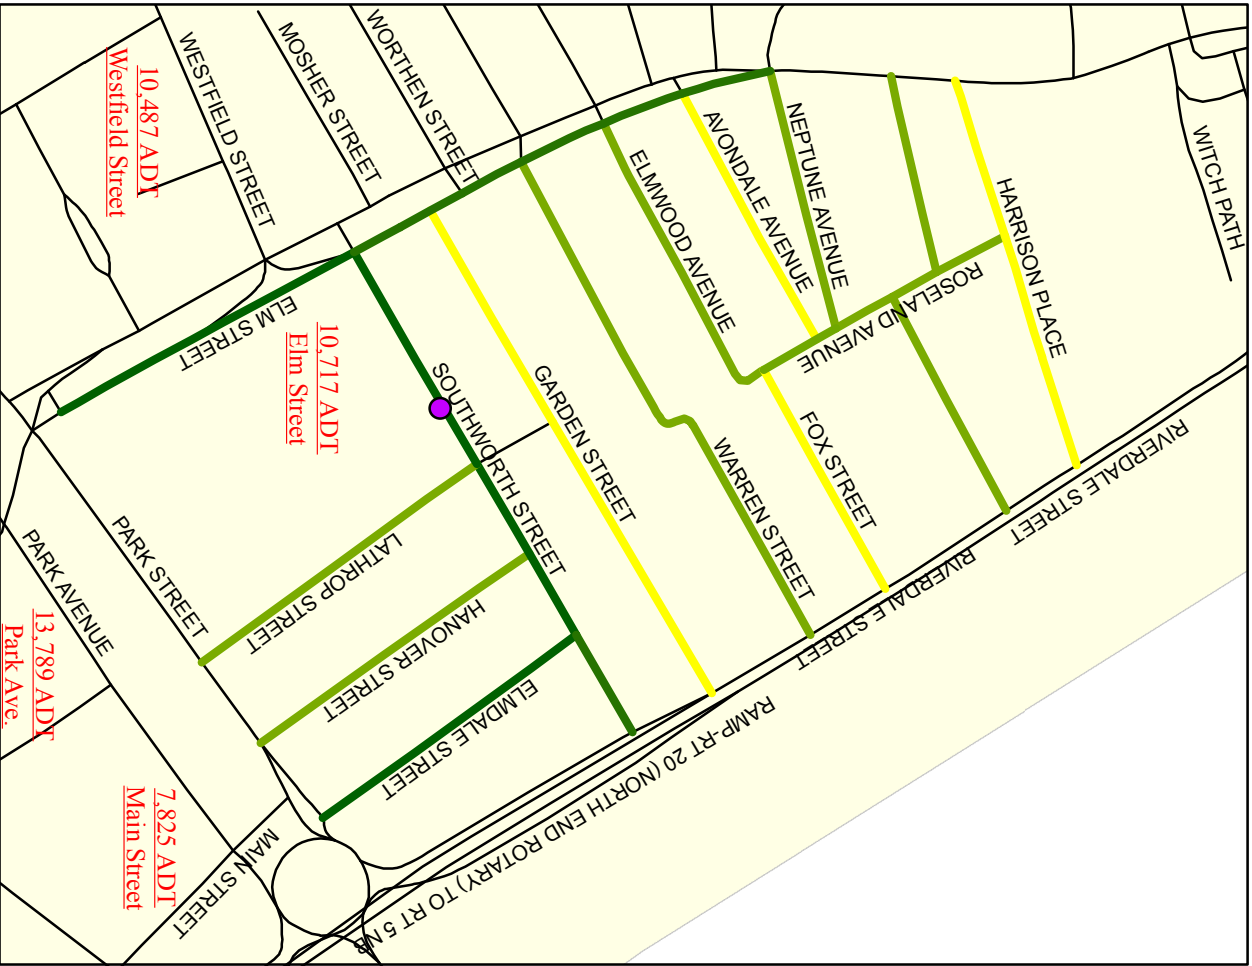 WESTFIELD STREET
MOSHER STREET
WORTHEN STREET
10,487 ADT
Westfield Street
WITCH PATH
NEPTUNE AVENUE
AVONDALE AVENUE
ELMWOOD AVENUE
HARRISON PLACE
ROSELAND AVENUE
ELM STREET
10,717 ADT
Elm Street
SOUTHWORTH STREET
GARDEN STREET
FOX STREET
WARREN STREET
RIVERDALE STREET
RIVERDALE STREET
PARK STREET
PARK AVENUE
LATHROP STREET
HANOVER STREET
ELMDALE STREET
13,789 ADT
Park Ave.
7,825 ADT
Main Street
MAIN STREET
RAMP-RT 20 (NORTH END ROTARY) TO RT 5 NB